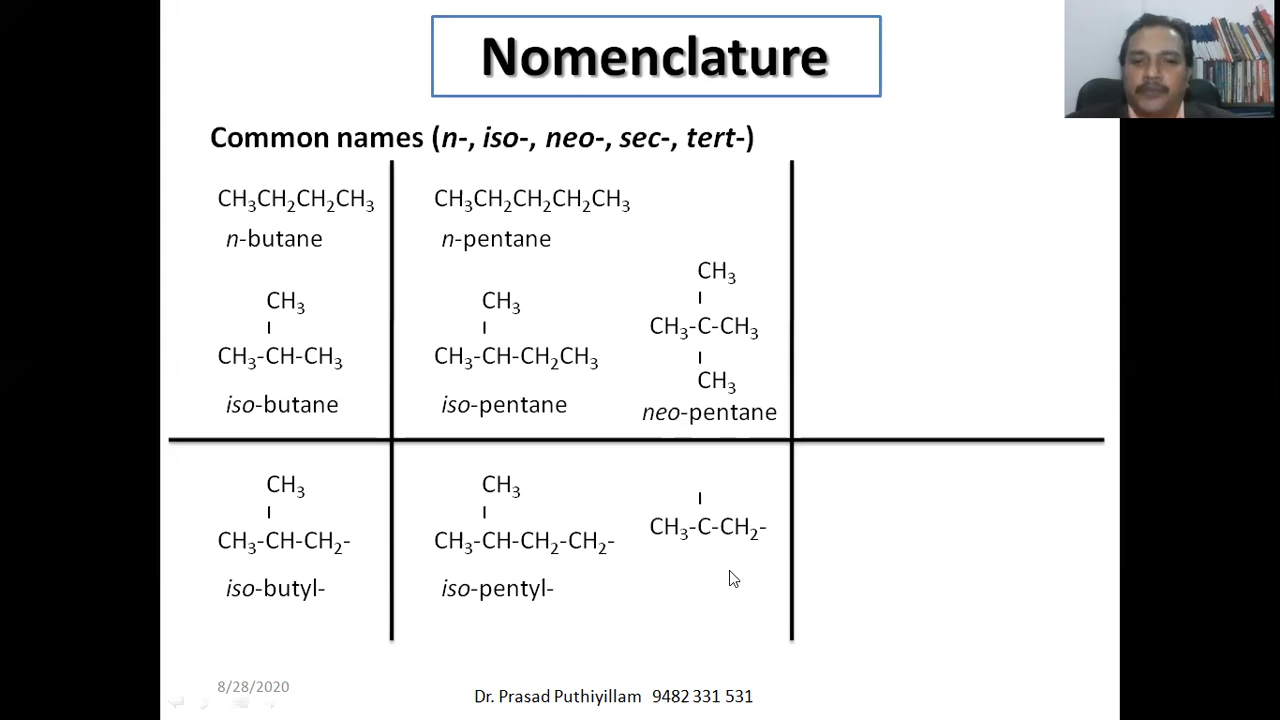 Nomenclature
Common names (n-, iso-, neo-, sec-, tert-)
CH₃CH₂CH₂CH₃
n-butane
CH₃
CH₃-CH-CH₃
iso-butane
CH₃CH₂CH₂CH₂CH₃
n-pentane
CH₃
CH₃-CH-CH₂CH₃
iso-pentane
CH₃
CH₃-C-CH₃
CH₃
neo-pentane
CH₃
CH₃-CH-CH₂-
iso-butyl-
CH₃
CH₃-CH-CH₂-CH₂-
iso-pentyl-
CH₃-C-CH₂-
8/28/2020
Dr. Prasad Puthiyillam 9482 331 531